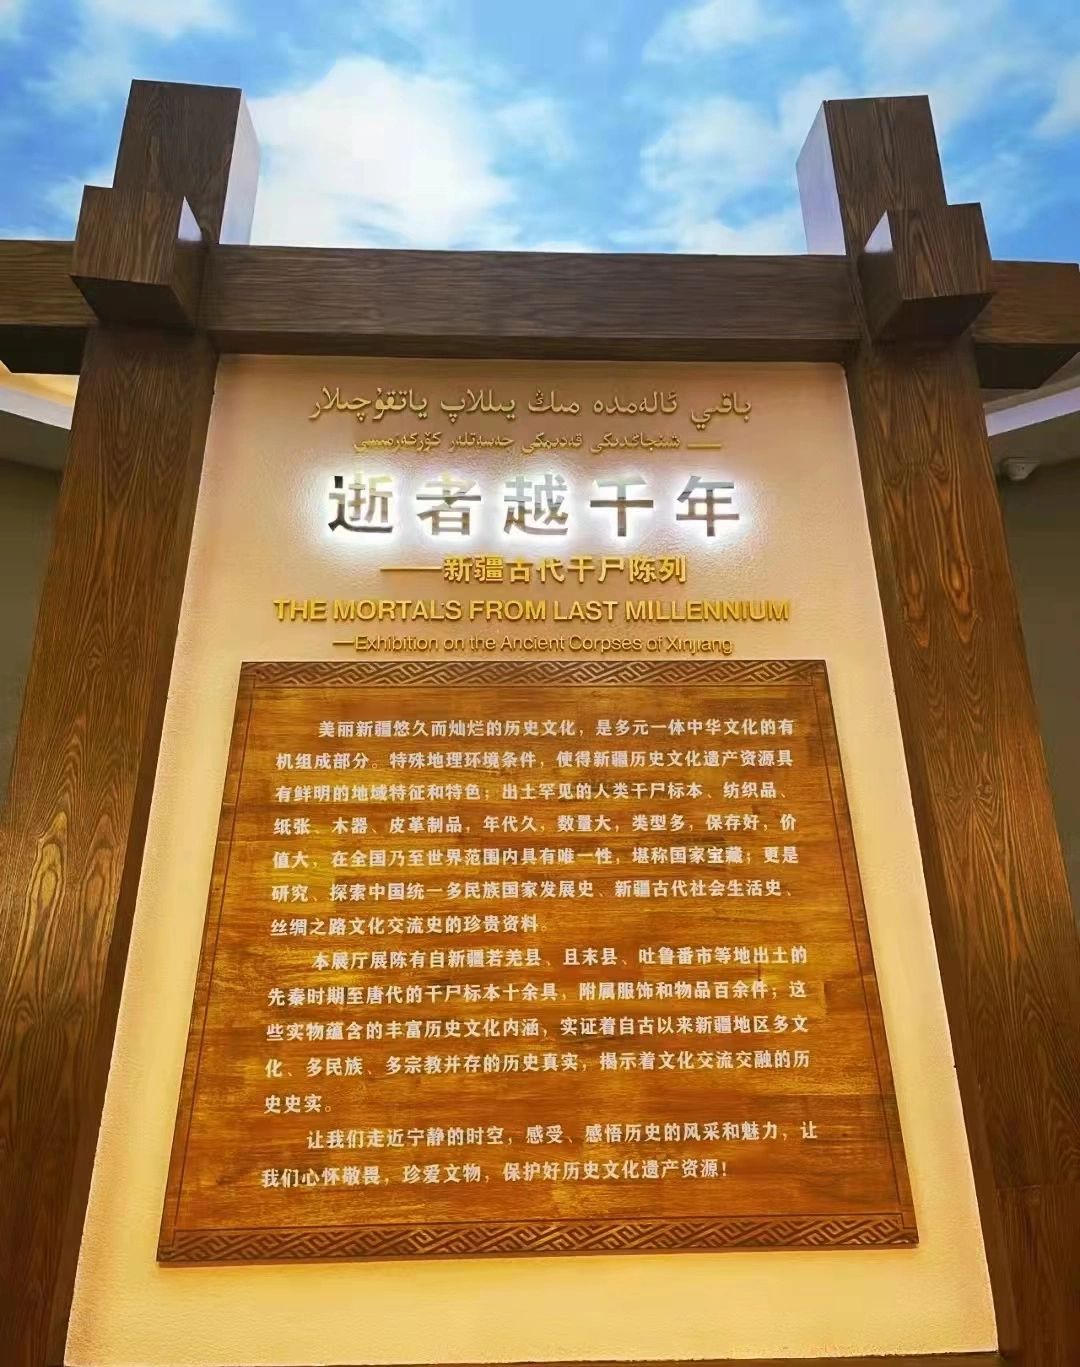 باقىي ئالەمدە مىڭ يىللاپ ياتقۇچىلار
—— شىنجاڭدىكى قەدىمكى جەسەتلەر كۆرگەزمىسى
逝者越千年
——新疆古代干尸陈列
THE MORTALS FROM LAST MILLENNIUM
—Exhibition on the Ancient Corpses of Xinjiang
美丽新疆悠久而灿烂的历史文化，是多元一体中华文化的有
机组成部分。特殊地理环境条件，使得新疆历史文化遗产资源具
有鲜明的地域特征和特色；出土罕见的人类干尸标本、纺织品、
纸张、木器、皮革制品，年代久，数量大，类型多，保存好，价
值大，在全国乃至世界范围内具有唯一性，堪称国家宝藏；更是
研究、探索中国统一多民族国家发展史、新疆古代社会生活史、
丝绸之路文化交流史的珍贵资料。
本展厅展陈有自新疆若羌县、且末县、吐鲁番市等地出土的
先秦时期至唐代的干尸标本十余具，附属服饰和物品百余件；这
些实物蕴含的丰富历史文化内涵，实证着自古以来新疆地区多文
化、多民族、多宗教并存的历史真实，揭示着文化交流交融的历
史史实。
让我们走近宁静的时空，感受、感悟历史的风采和魅力，让
我们心怀敬畏，珍爱文物，保护好历史文化遗产资源！